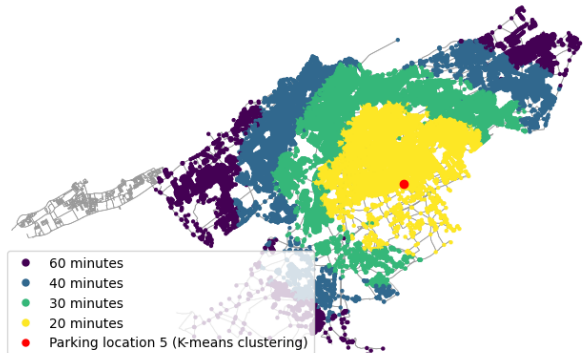 60 minutes
40 minutes
30 minutes
20 minutes
Parking location 5 (K-means clustering)